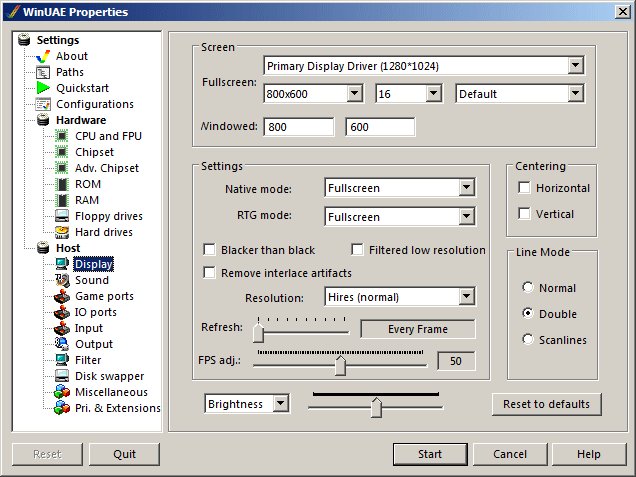 WinUAE Properties
Settings
About
Paths
Quickstart
Configurations
Hardware
CPU and FPU
Chipset
Adv. Chipset
ROM
RAM
Floppy drives
Hard drives
Host
Display
Sound
Game ports
IO ports
Input
Output
Filter
Disk swapper
Miscellaneous
Pri. & Extensions
Screen
Fullscreen:
Primary Display Driver (1280*1024)
800x600 16 Default
Windowed: 800 600
Settings
Native mode: Fullscreen
RTG mode: Fullscreen
Blacker than black Filtered low resolution
Remove interlace artifacts
Resolution: Hires (normal)
Refresh: Every Frame
FPS adj.: 50
Centering
Horizontal
Vertical
Line Mode
Normal
Double
Scanlines
Brightness
Reset to defaults
Reset Quit Start Cancel Help